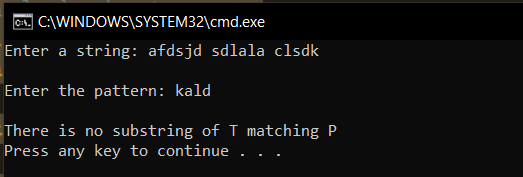 C:\WINDOWS\SYSTEM32\cmd.exe
Enter a string: afdsjd sdlala clsdk
Enter the pattern: kald
There is no substring of T matching P
Press any key to continue . . .